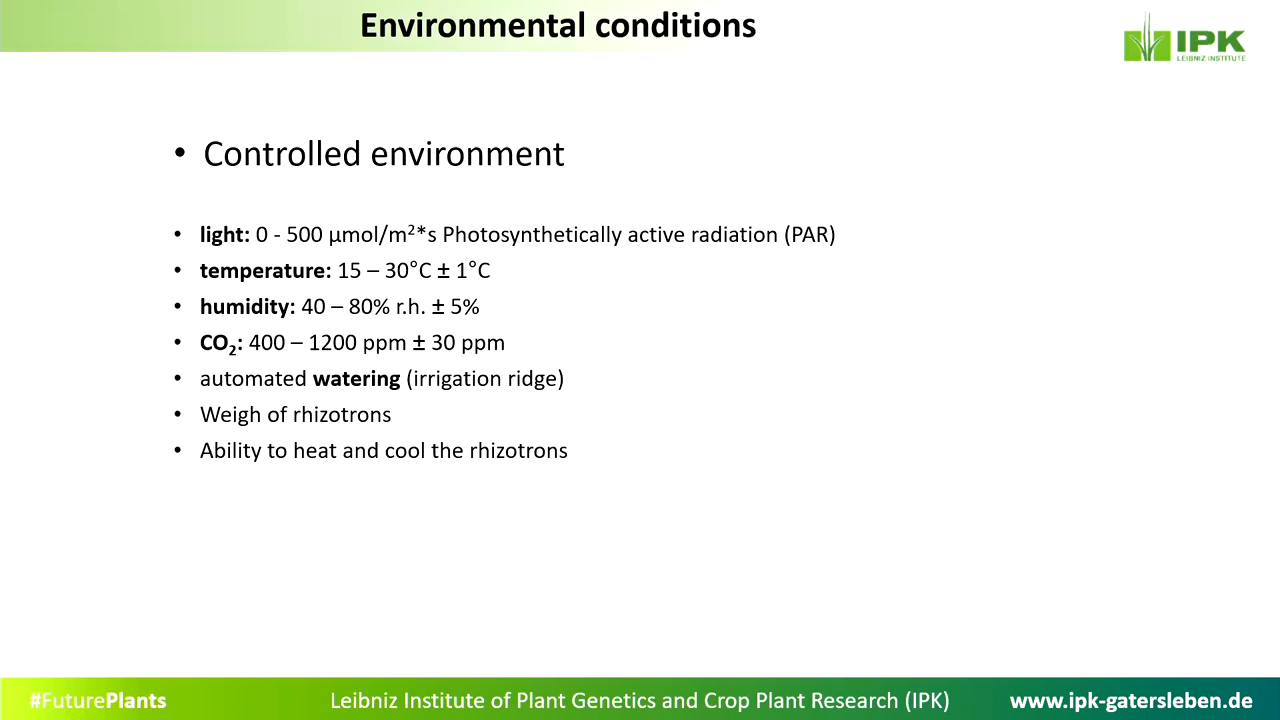 Environmental conditions
IPK
LEIBNIZ INSTITUTE
• Controlled environment
• light: 0 - 500 µmol/m²*s Photosynthetically active radiation (PAR)
• temperature: 15 – 30°C ± 1°C
• humidity: 40 – 80% r.h. ± 5%
• CO₂: 400 – 1200 ppm ± 30 ppm
• automated watering (irrigation ridge)
• Weigh of rhizotrons
• Ability to heat and cool the rhizotrons
#FuturePlants Leibniz Institute of Plant Genetics and Crop Plant Research (IPK) www.ipk-gatersleben.de